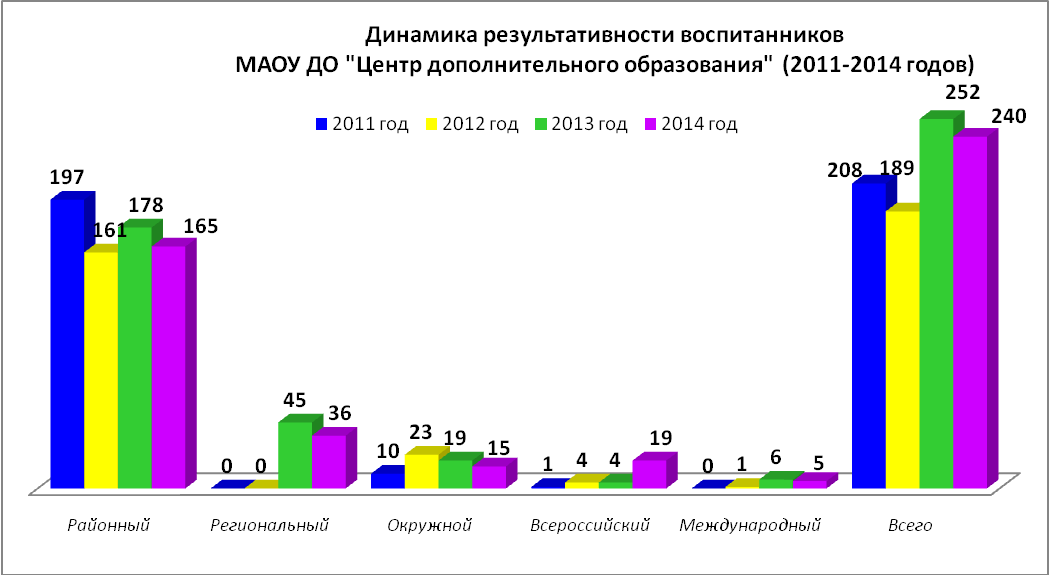 Динамика результативности воспитанников
МАОУ ДО "Центр дополнительного образования" (2011-2014 годов)
2011 год 2012 год 2013 год 2014 год
197 161 178 165
0 0 45 36
10 23 19 15
1 4 4 19
0 1 6 5
208 189 252 240
Районный Региональный Окружной Всероссийский Международный Всего